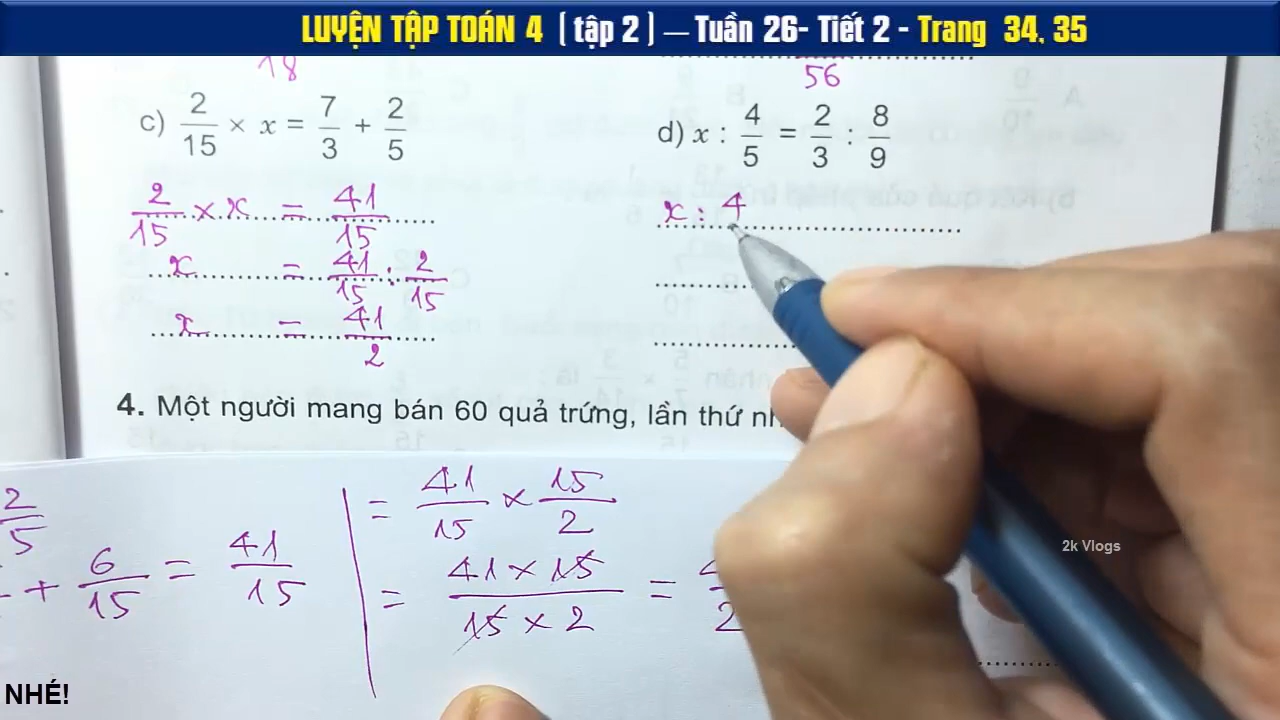 LUYỆN TẬP TOÁN 4 ( tập 2 ) — Tuần 26- Tiết 2 - Trang 34, 35
18
56
c) 2/15 × x = 7/3 + 2/5
d) x : 4/5 = 2/3 : 8/9
2/15 × x = 41/15
x : 4
x = 41/15 : 2/15
x = 41/2
4. Một người mang bán 60 quả trứng, lần thứ
2/5
+ 6/15 = 41/15
= 41/15 × 15/2
= 41 × 15 / 15 × 2 =
2
2k Vlogs
NHÉ!